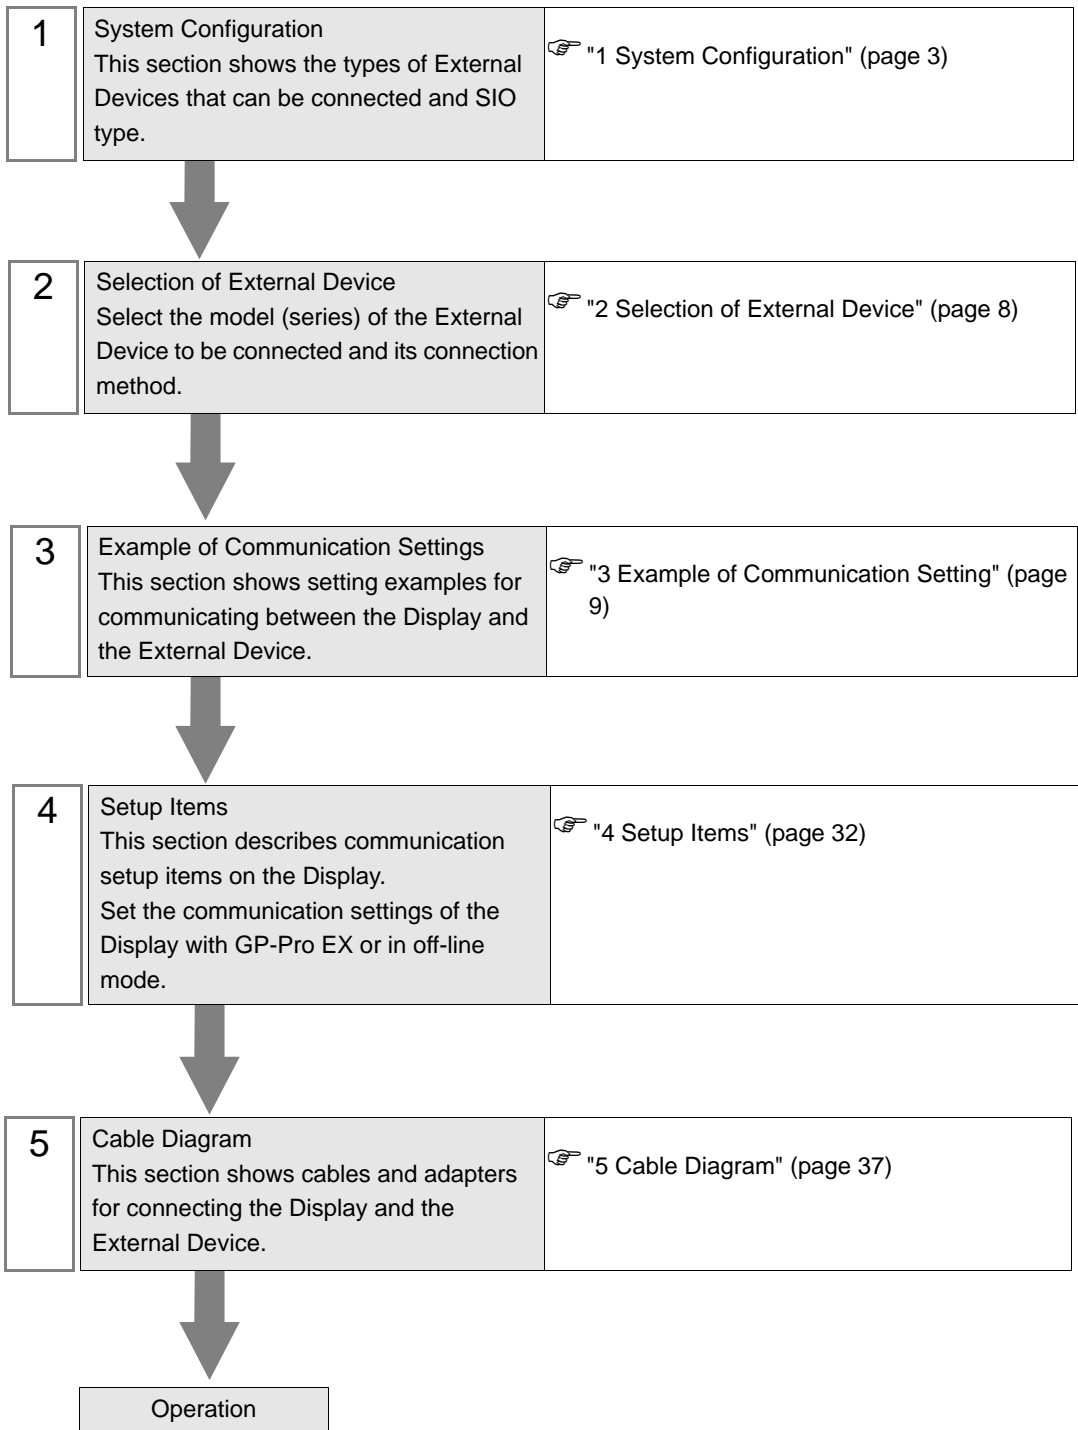 1
System Configuration
This section shows the types of External
Devices that can be connected and SIO
type.
"1 System Configuration" (page 3)
2
Selection of External Device
Select the model (series) of the External
Device to be connected and its connection
method.
"2 Selection of External Device" (page 8)
3
Example of Communication Settings
This section shows setting examples for
communicating between the Display and
the External Device.
"3 Example of Communication Setting" (page
9)
4
Setup Items
This section describes communication
setup items on the Display.
Set the communication settings of the
Display with GP-Pro EX or in off-line
mode.
"4 Setup Items" (page 32)
5
Cable Diagram
This section shows cables and adapters
for connecting the Display and the
External Device.
"5 Cable Diagram" (page 37)
Operation